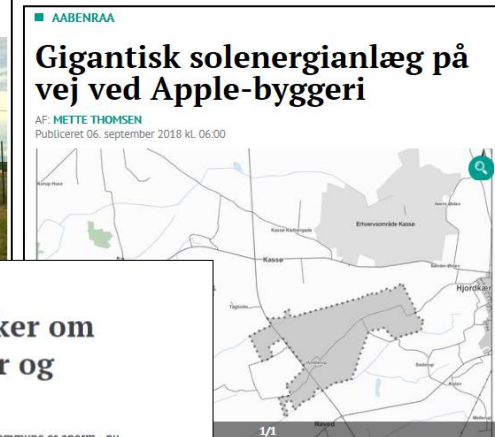 AABENRAA
Gigantisk solenergianlæg på
vej ved Apple-byggeri
AF: METTE THOMSEN
Publiceret 06. september 2018 kl. 06:00
Erhvervsområde Kassø
Kassø
Hjordkær
ker om
r og
1/1